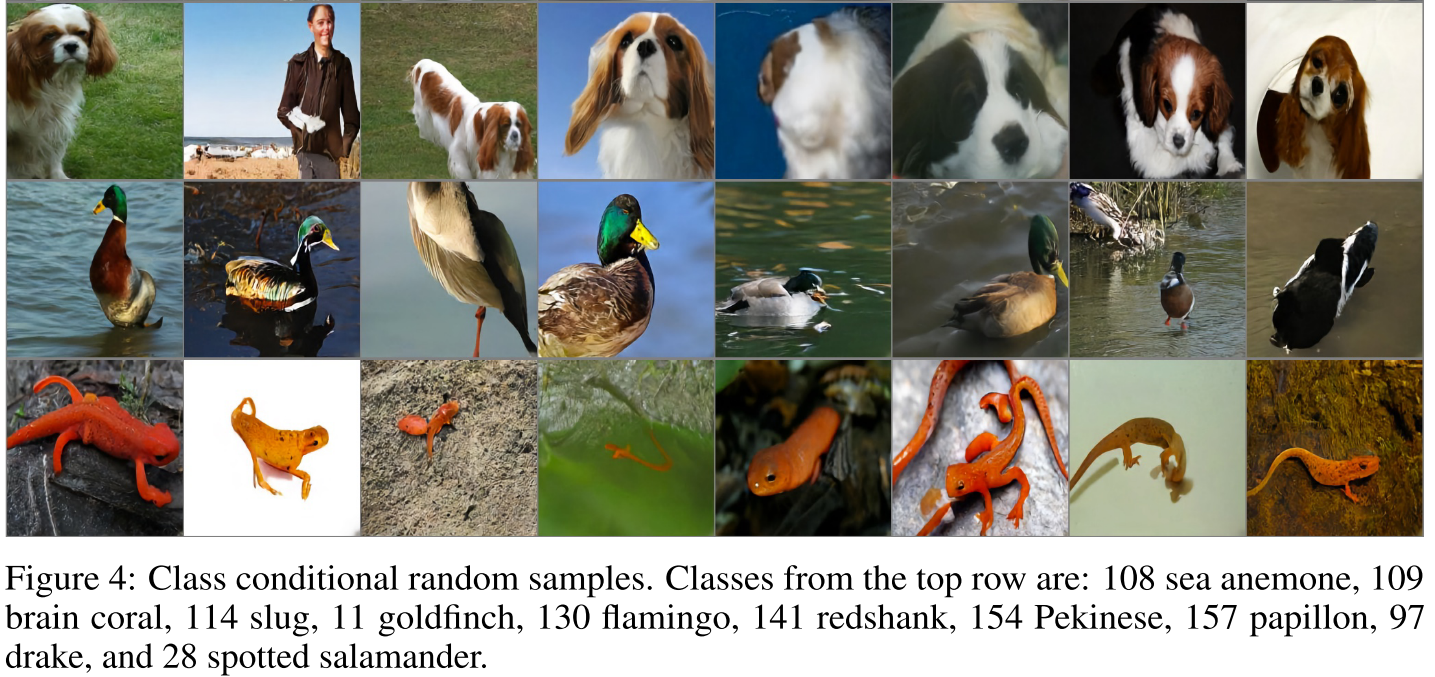 Figure 4: Class conditional random samples. Classes from the top row are: 108 sea anemone, 109
brain coral, 114 slug, 11 goldfinch, 130 flamingo, 141 redshank, 154 Pekinese, 157 papillon, 97
drake, and 28 spotted salamander.